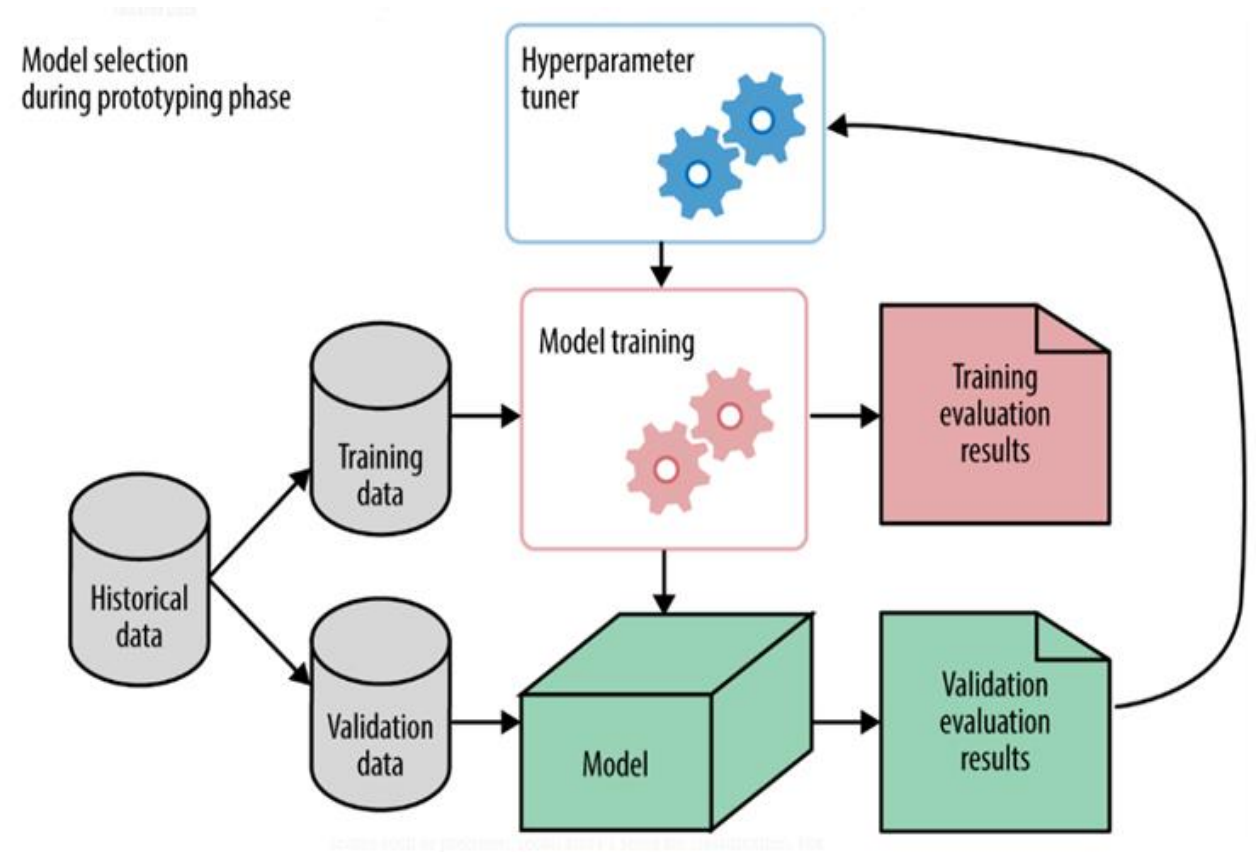 Model selection
during prototyping phase
Hyperparameter
tuner
Model training
Training
evaluation
results
Training
data
Historical
data
Validation
data
Model
Validation
evaluation
results